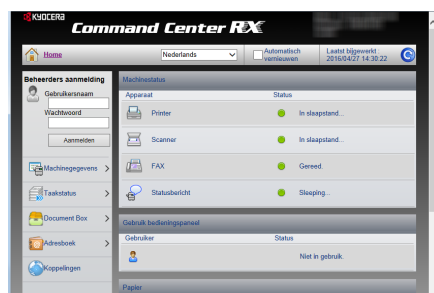 KYOCERA
Command Center RX
Home
Nederlands
Automatisch vernieuwen
Laatst bijgewerkt :
2016/04/27 14:30:22
Beheerders aanmelding
Gebruikersnaam
Wachtwoord
Aanmelden
Machinegegevens
Taakstatus
Document Box
Adresboek
Koppelingen
Machinestatus
Apparaat Status
Printer In slaapstand...
Scanner In slaapstand...
FAX Gereed.
Statusbericht Sleeping...
Gebruik bedieningspaneel
Gebruiker Status
Niet in gebruik.
Papier